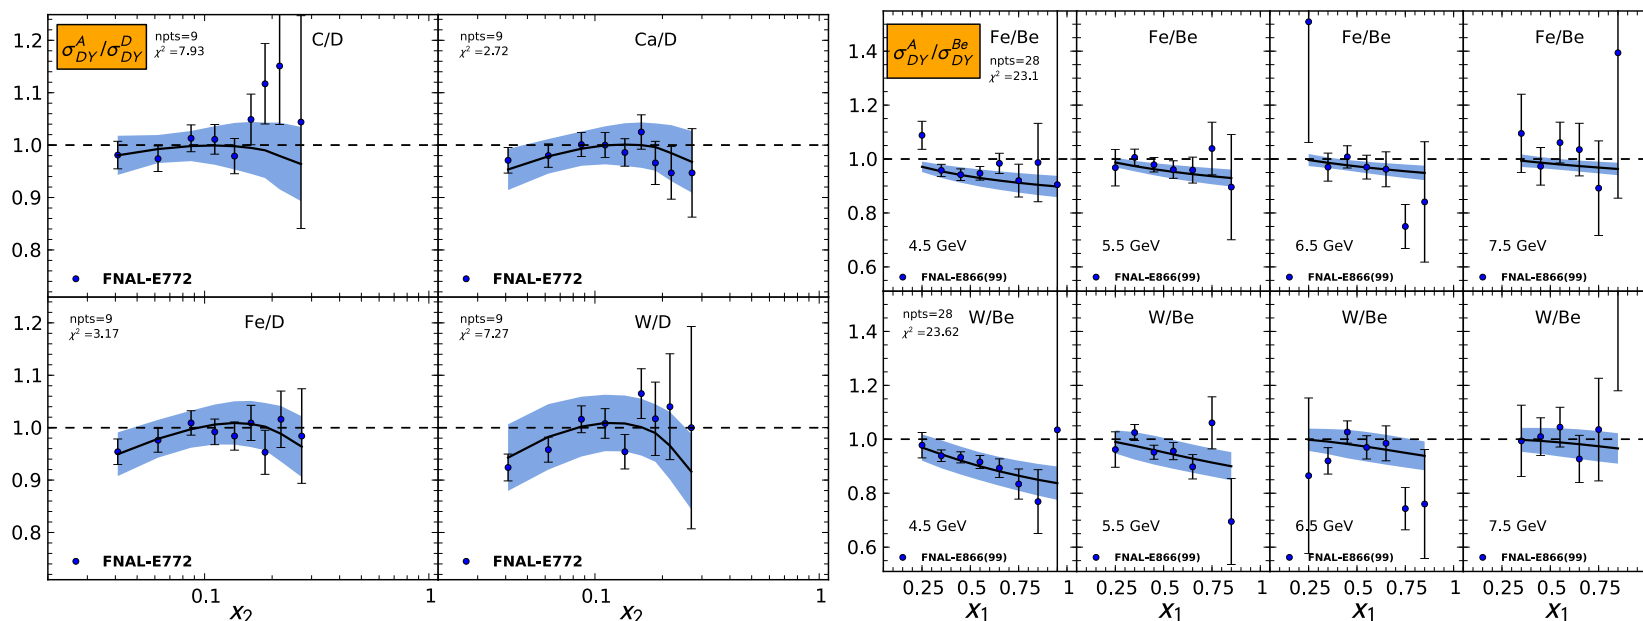 σ_DY^A/σ_DY^D
npts=9
χ² =7.93
C/D
1.2
1.1
1.0
0.9
0.8
FNAL-E772
npts=9
χ² =2.72
Ca/D
FNAL-E772
npts=9
χ² =3.17
Fe/D
1.2
1.1
1.0
0.9
0.8
FNAL-E772
0.1
1
x₂
npts=9
χ² =7.27
W/D
FNAL-E772
0.1
1
x₂
σ_DY^A/σ_DY^Be
Fe/Be
npts=28
χ² =23.1
1.4
1.2
1.0
0.8
0.6
4.5 GeV
FNAL-E866(99)
Fe/Be
5.5 GeV
FNAL-E866(99)
Fe/Be
6.5 GeV
FNAL-E866(99)
Fe/Be
7.5 GeV
FNAL-E866(99)
npts=28
χ² =23.62
W/Be
1.4
1.2
1.0
0.8
0.6
4.5 GeV
FNAL-E866(99)
0.25 0.5 0.75 1
x₁
W/Be
5.5 GeV
FNAL-E866(99)
0.25 0.5 0.75
x₁
W/Be
6.5 GeV
FNAL-E866(99)
0.25 0.5 0.75
x₁
W/Be
7.5 GeV
FNAL-E866(99)
0.25 0.5 0.75
x₁